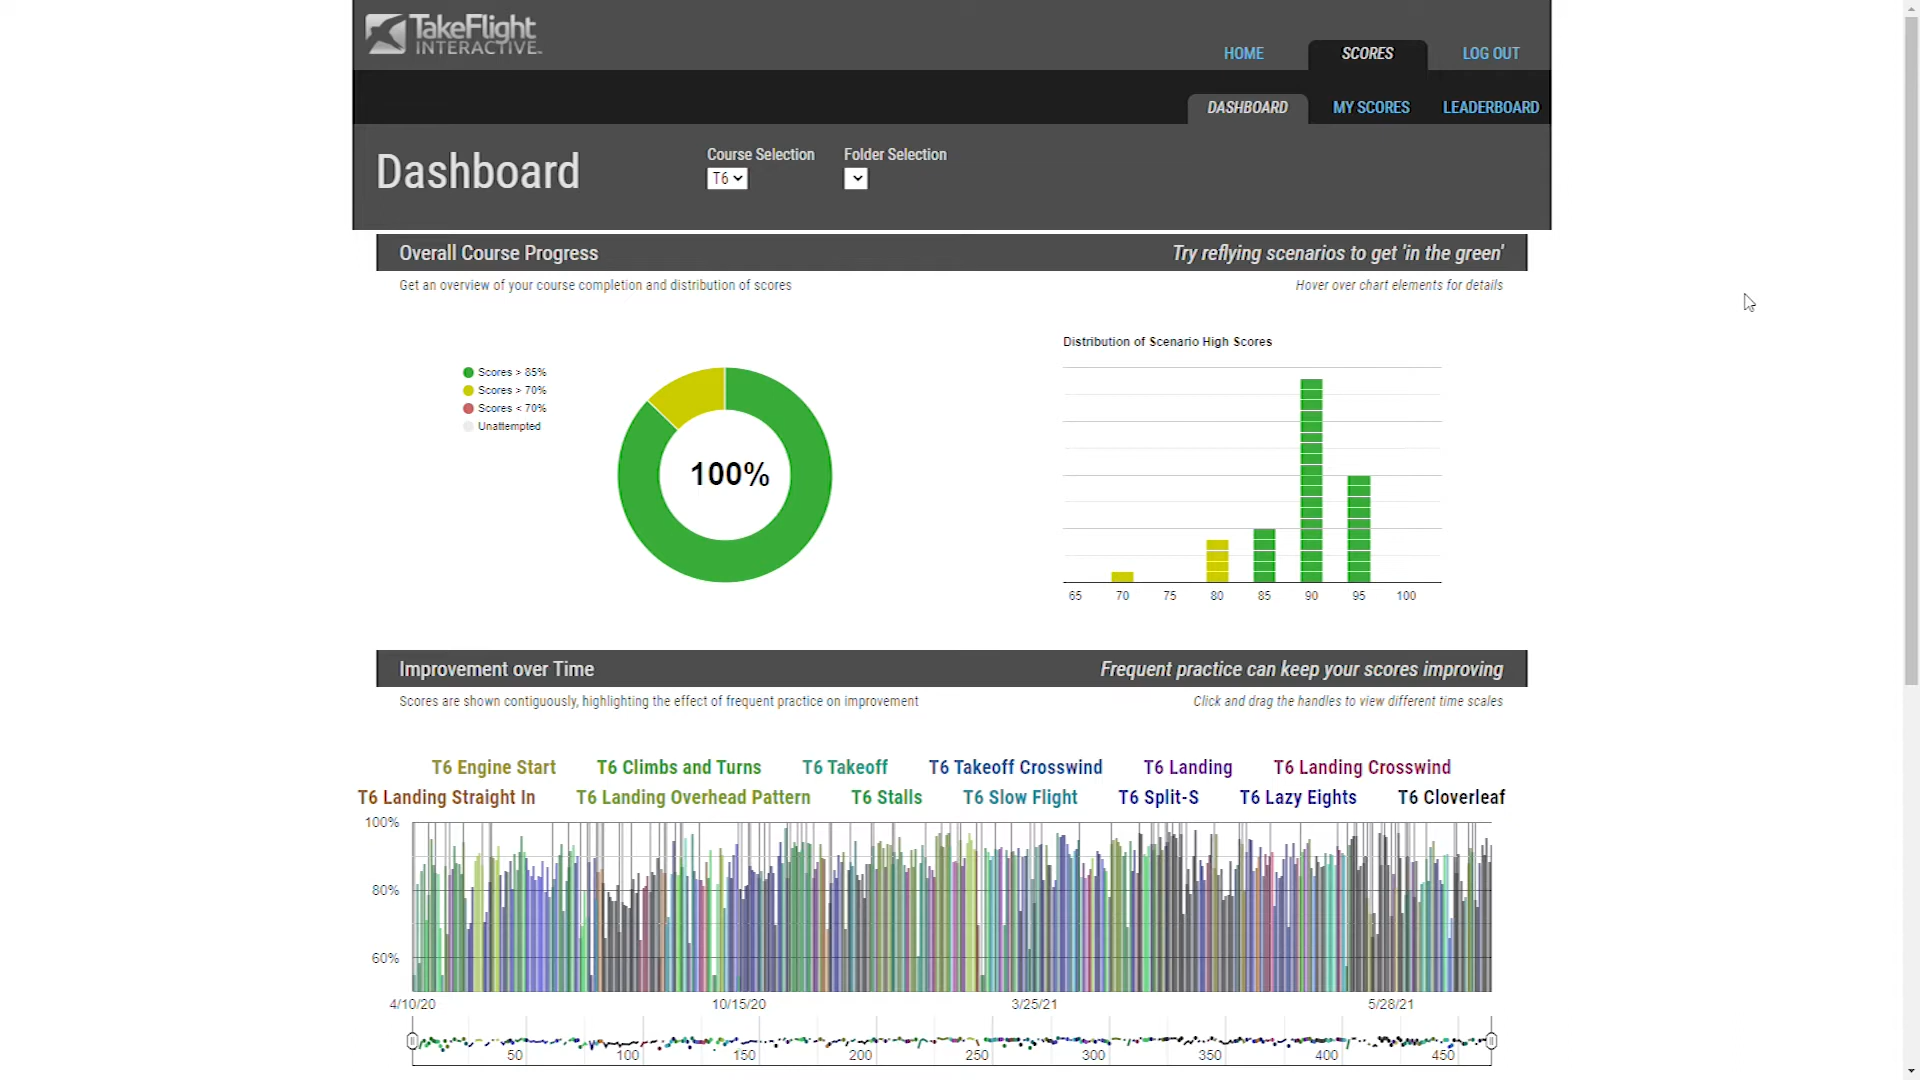 TakeFlight
INTERACTIVE
HOME SCORES LOG OUT
DASHBOARD MY SCORES LEADERBOARD
Dashboard
Course Selection Folder Selection
T6
Overall Course Progress Try reflying scenarios to get 'in the green'
Get an overview of your course completion and distribution of scores Hover over chart elements for details
Distribution of Scenario High Scores
Scores > 85%
Scores > 70%
Scores < 70%
Unattempted
100%
65 70 75 80 85 90 95 100
Improvement over Time Frequent practice can keep your scores improving
Scores are shown contiguously, highlighting the effect of frequent practice on improvement Click and drag the handles to view different time scales
T6 Engine Start T6 Climbs and Turns T6 Takeoff T6 Takeoff Crosswind T6 Landing T6 Landing Crosswind
T6 Landing Straight In T6 Landing Overhead Pattern T6 Stalls T6 Slow Flight T6 Split-S T6 Lazy Eights T6 Cloverleaf
100%
80%
60%
4/10/20 10/15/20 3/25/21 5/28/21
50 100 150 200 250 300 350 400 450